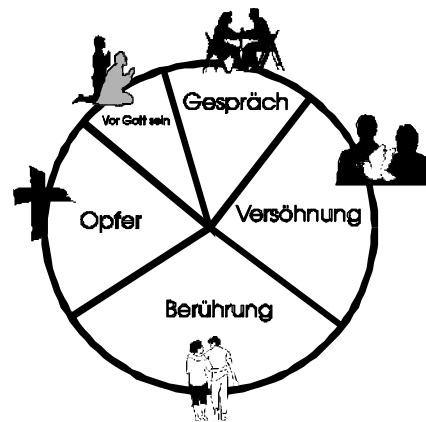 Gespräch
Vor Gott sein
Opfer
Versöhnung
Berührung